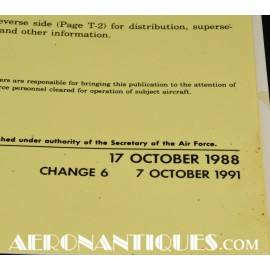 everse side (Page T-2) for distribution, superse-
and other information.
ers are responsible for bringing this publication to the attention of
rce personnel cleared for operation of subject aircraft.
hed under authority of the Secretary of the Air Force.
17 OCTOBER 1988
CHANGE 6 7 OCTOBER 1991
AERONANTIQUES.COM